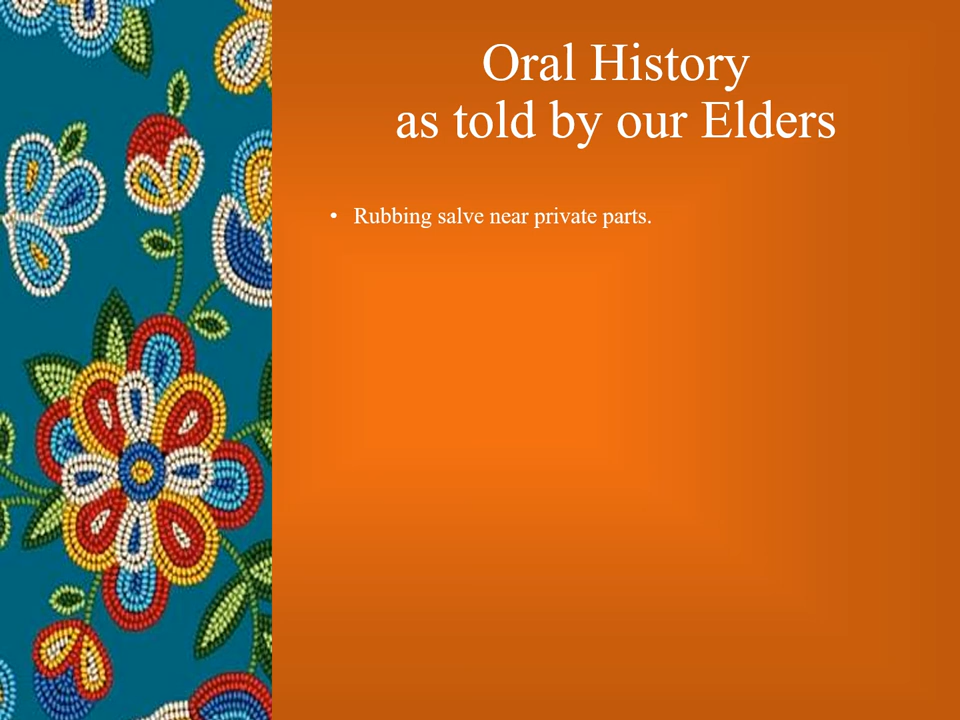 Oral History
as told by our Elders
• Rubbing salve near private parts.